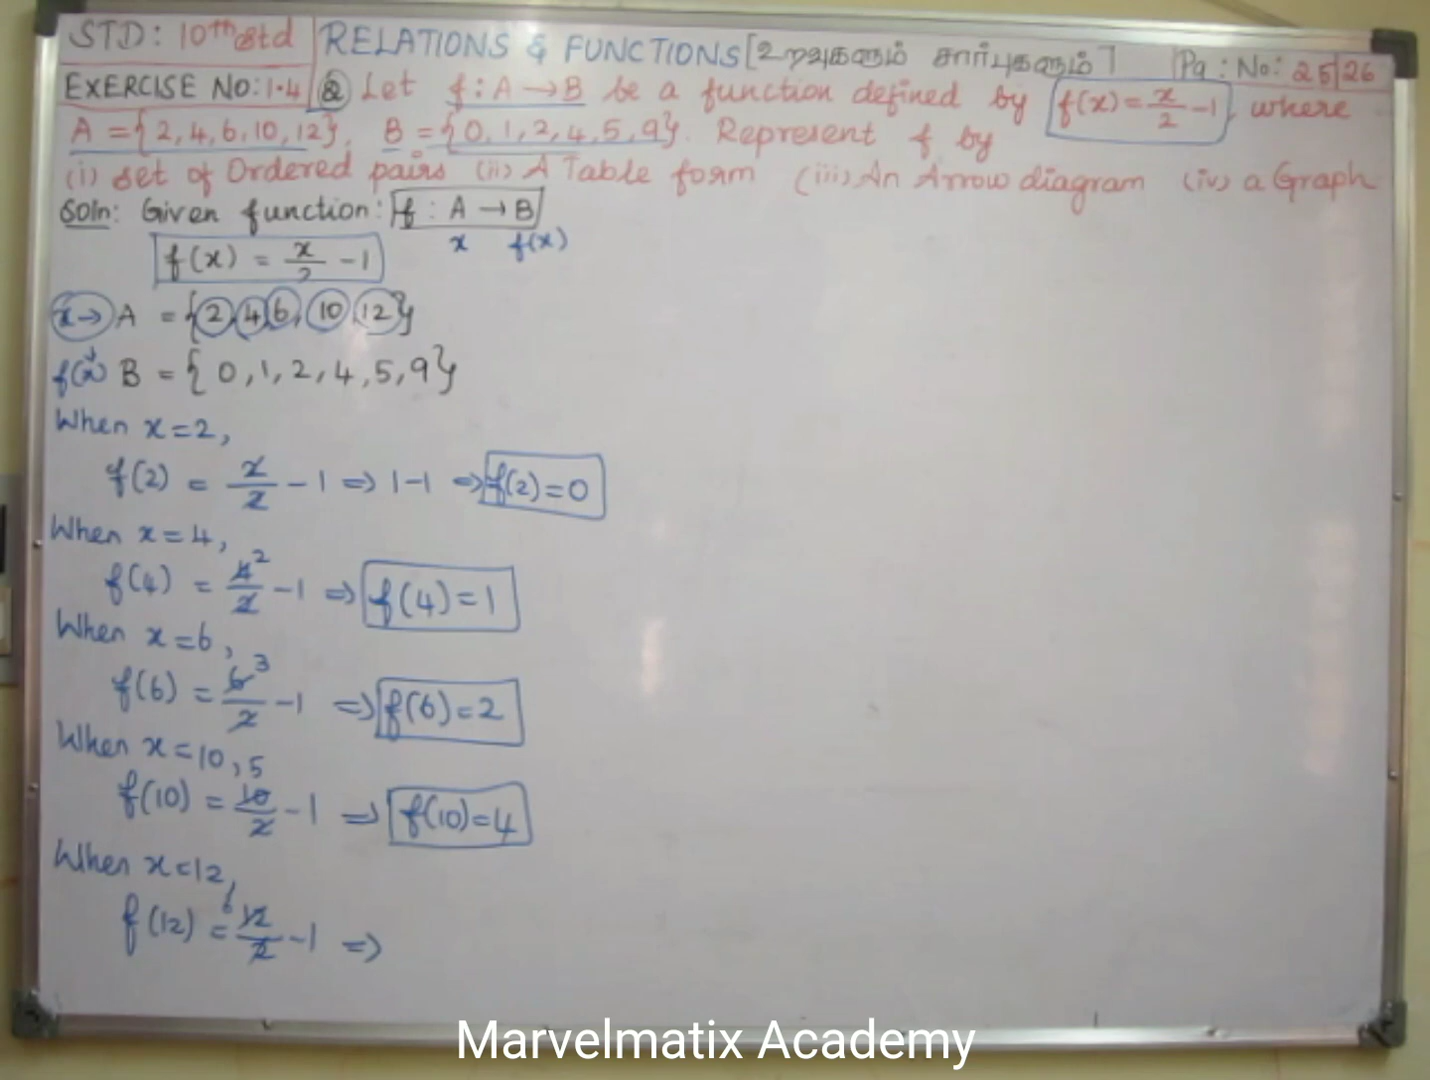 STD: 10th Std RELATIONS & FUNCTIONS [உறவுகளும் சார்புகளும்] Pg: No: 25/26
EXERCISE NO: 1.4 ② Let f : A → B be a function defined by f(x) = x/2 - 1, where
A = {2, 4, 6, 10, 12}, B = {0, 1, 2, 4, 5, 9}. Represent f by
(i) set of Ordered pairs (ii) A Table form (iii) An Arrow diagram (iv) a Graph
Soln: Given function: f : A → B
x f(x)
f(x) = x/2 - 1
x → A = {2, 4, 6, 10, 12}
f(x) B = {0, 1, 2, 4, 5, 9}
When x = 2,
f(2) = 2/2 - 1 ⇒ 1 - 1 ⇒ f(2) = 0
When x = 4,
f(4) = 4²/2 - 1 ⇒ f(4) = 1
When x = 6,
f(6) = 6³/2 - 1 ⇒ f(6) = 2
When x = 10, 5
f(10) = 10/2 - 1 ⇒ f(10) = 4
When x = 12,
6
f(12) = 12/2 - 1 ⇒
Marvelmatix Academy